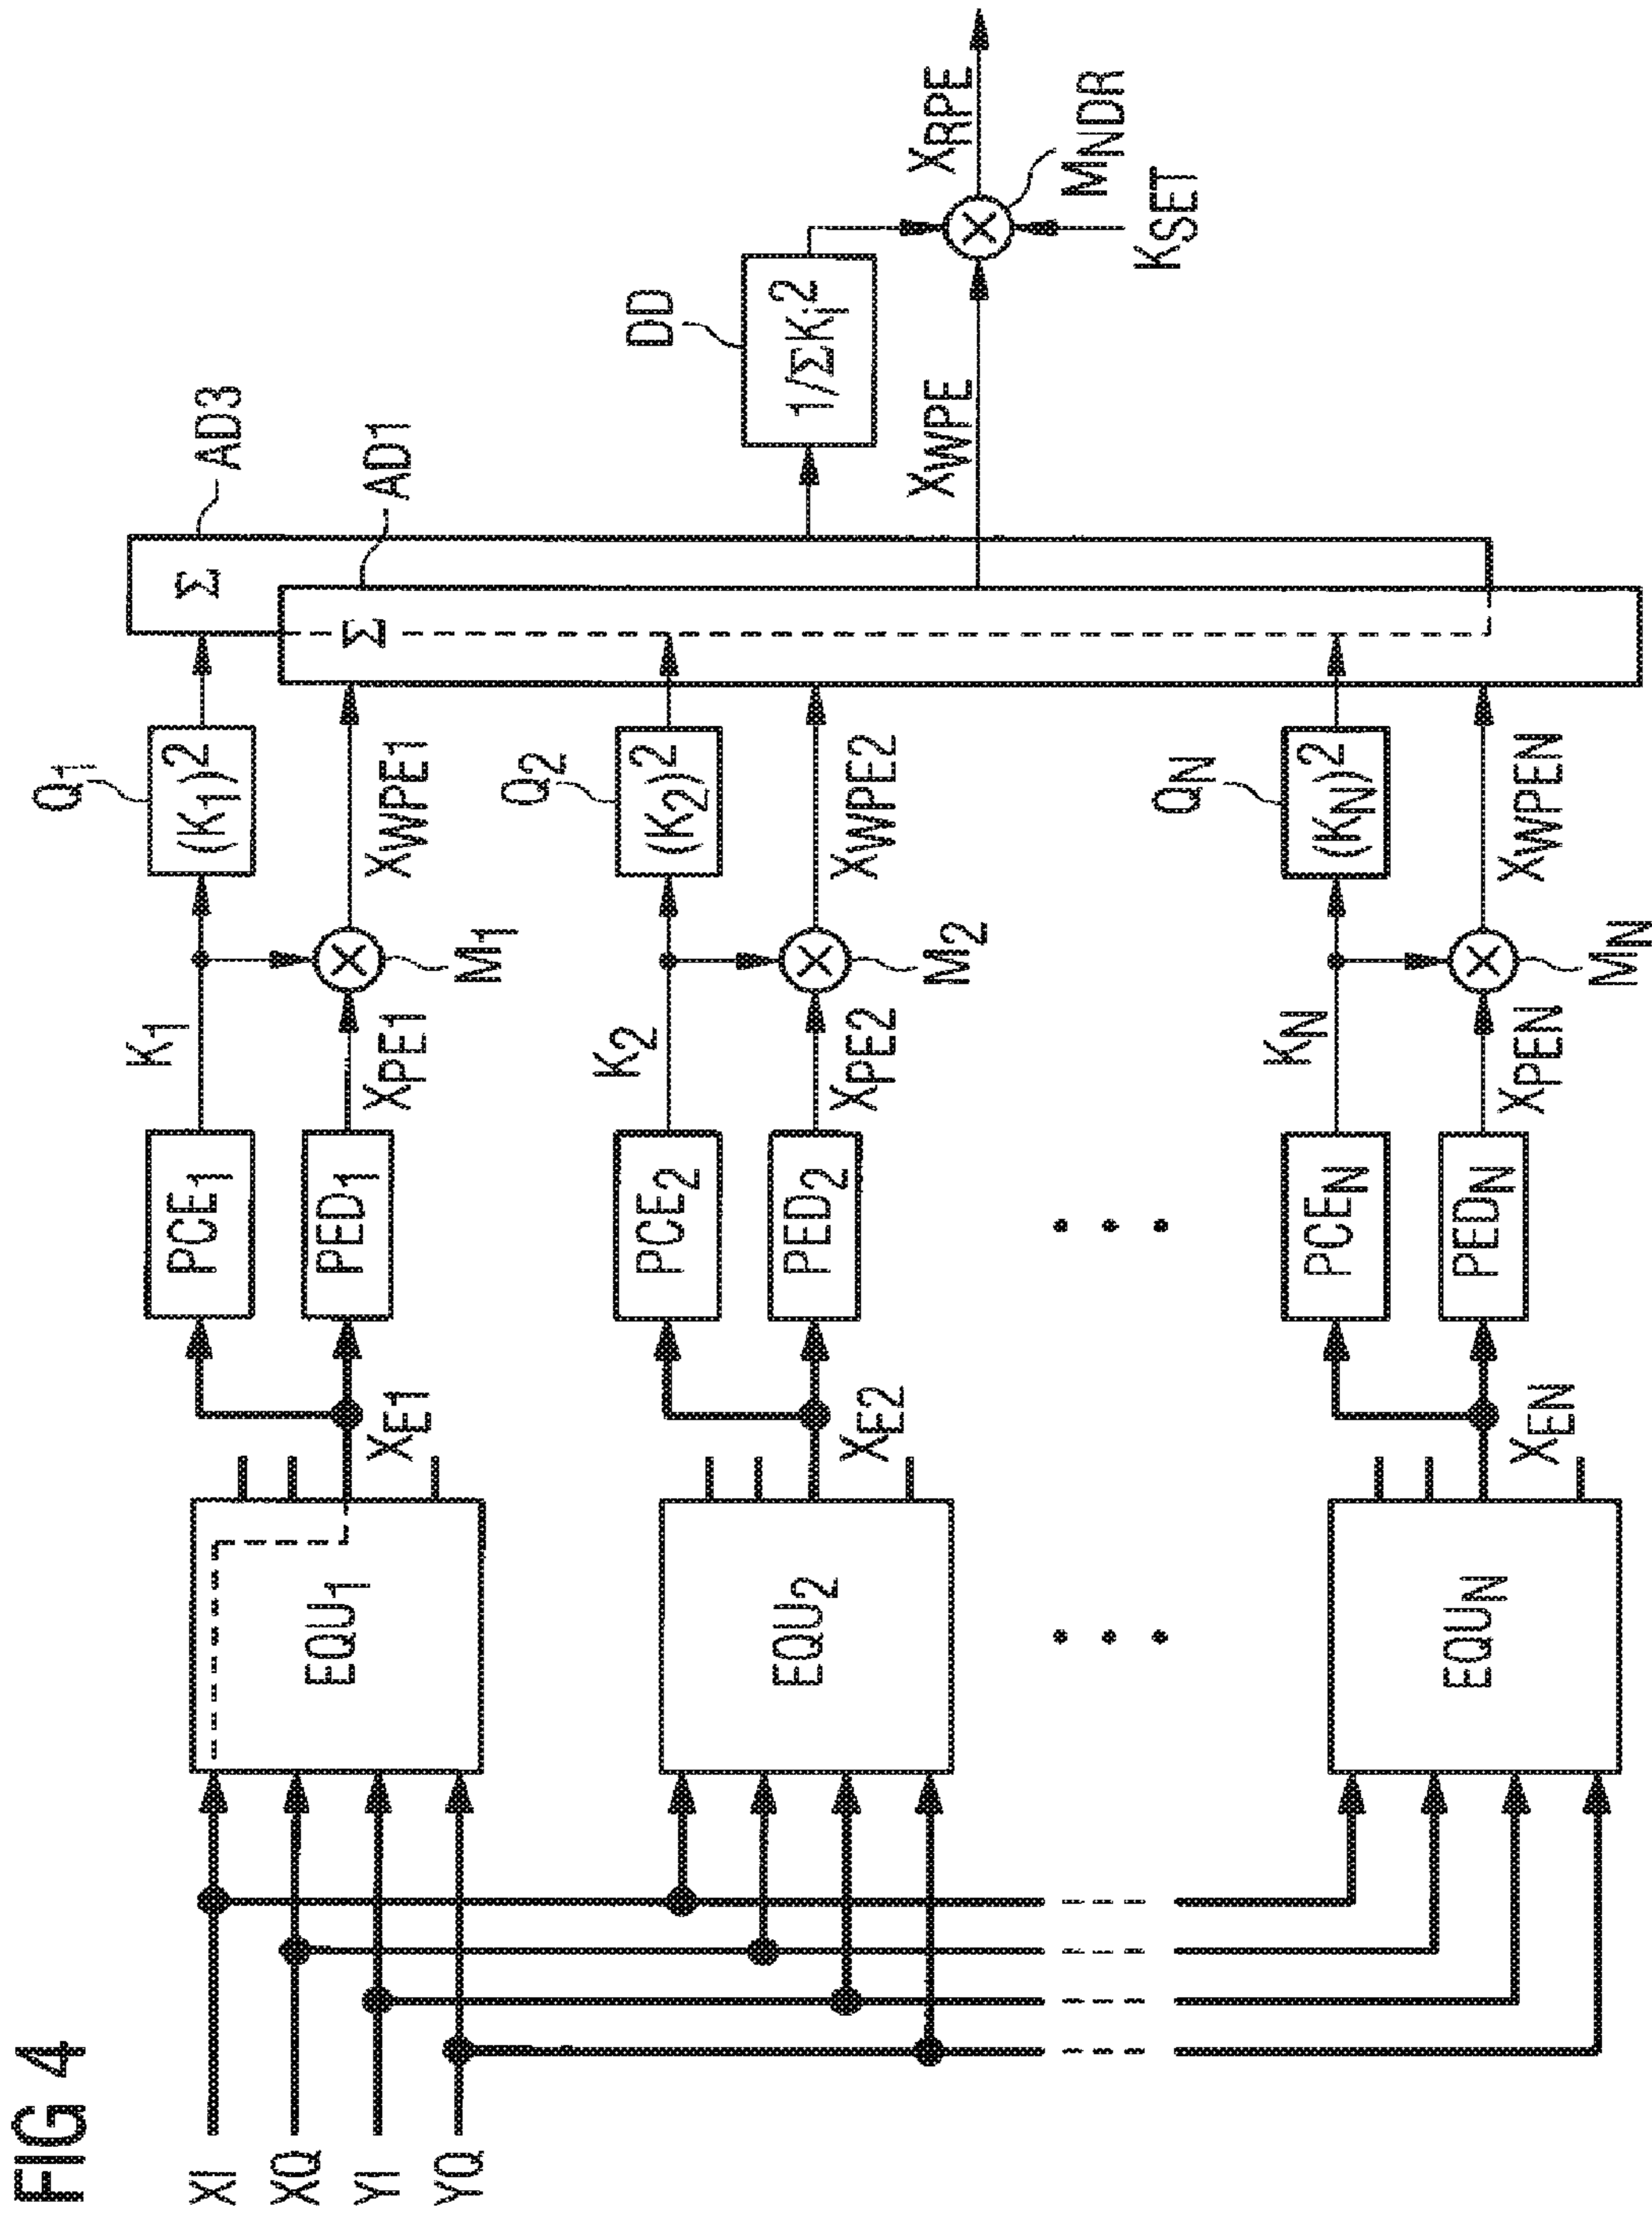 FIG 4
XI
XQ
YI
YQ
EQU1
EQU2
EQUN
XE1
XE2
XEN
PCE1
PED1
PCE2
PED2
PCEN
PEDN
K1
XPE1
K2
XPE2
KN
XPEN
M1
M2
MN
Q1
(K1)²
XWPE1
Q2
(K2)²
XWPE2
QN
(KN)²
XWPEN
Σ
Σ
AD3
AD1
DD
1/ΣKi²
XWPE
XRPE
MNDR
KSET